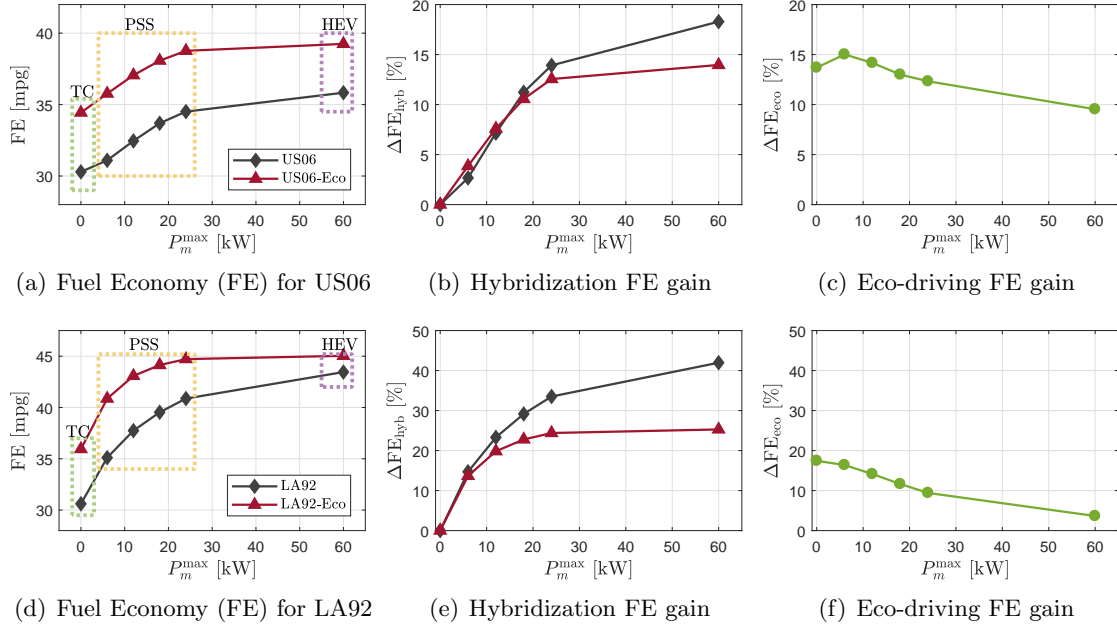 PSS
HEV
TC
40
35
30
FE [mpg]
US06
US06-Eco
0 10 20 30 40 50 60
P_m^max [kW]
20
15
10
5
0
ΔFE_hyb [%]
0 10 20 30 40 50 60
P_m^max [kW]
20
15
10
5
0
ΔFE_eco [%]
0 10 20 30 40 50 60
P_m^max [kW]
(a) Fuel Economy (FE) for US06
(b) Hybridization FE gain
(c) Eco-driving FE gain
PSS
HEV
TC
45
40
35
30
FE [mpg]
LA92
LA92-Eco
0 10 20 30 40 50 60
P_m^max [kW]
50
40
30
20
10
0
ΔFE_hyb [%]
0 10 20 30 40 50 60
P_m^max [kW]
50
40
30
20
10
0
ΔFE_eco [%]
0 10 20 30 40 50 60
P_m^max [kW]
(d) Fuel Economy (FE) for LA92
(e) Hybridization FE gain
(f) Eco-driving FE gain